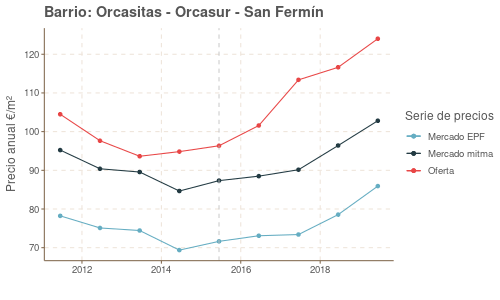 Barrio: Orcasitas - Orcasur - San Fermín
Precio anual €/m²
120
110
100
90
80
70
2012
2014
2016
2018
Serie de precios
Mercado EPF
Mercado mitma
Oferta